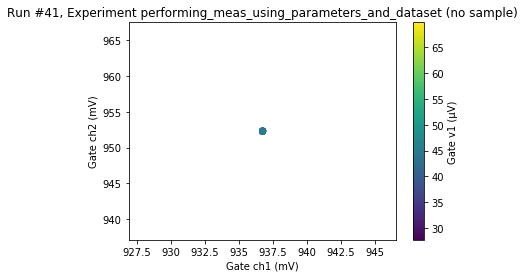 Run #41, Experiment performing_meas_using_parameters_and_dataset (no sample)
965
960
955
950
945
940
Gate ch2 (mV)
927.5 930 932.5 935 937.5 940 942.5 945
Gate ch1 (mV)
65
60
55
50
45
40
35
30
Gate v1 (μV)